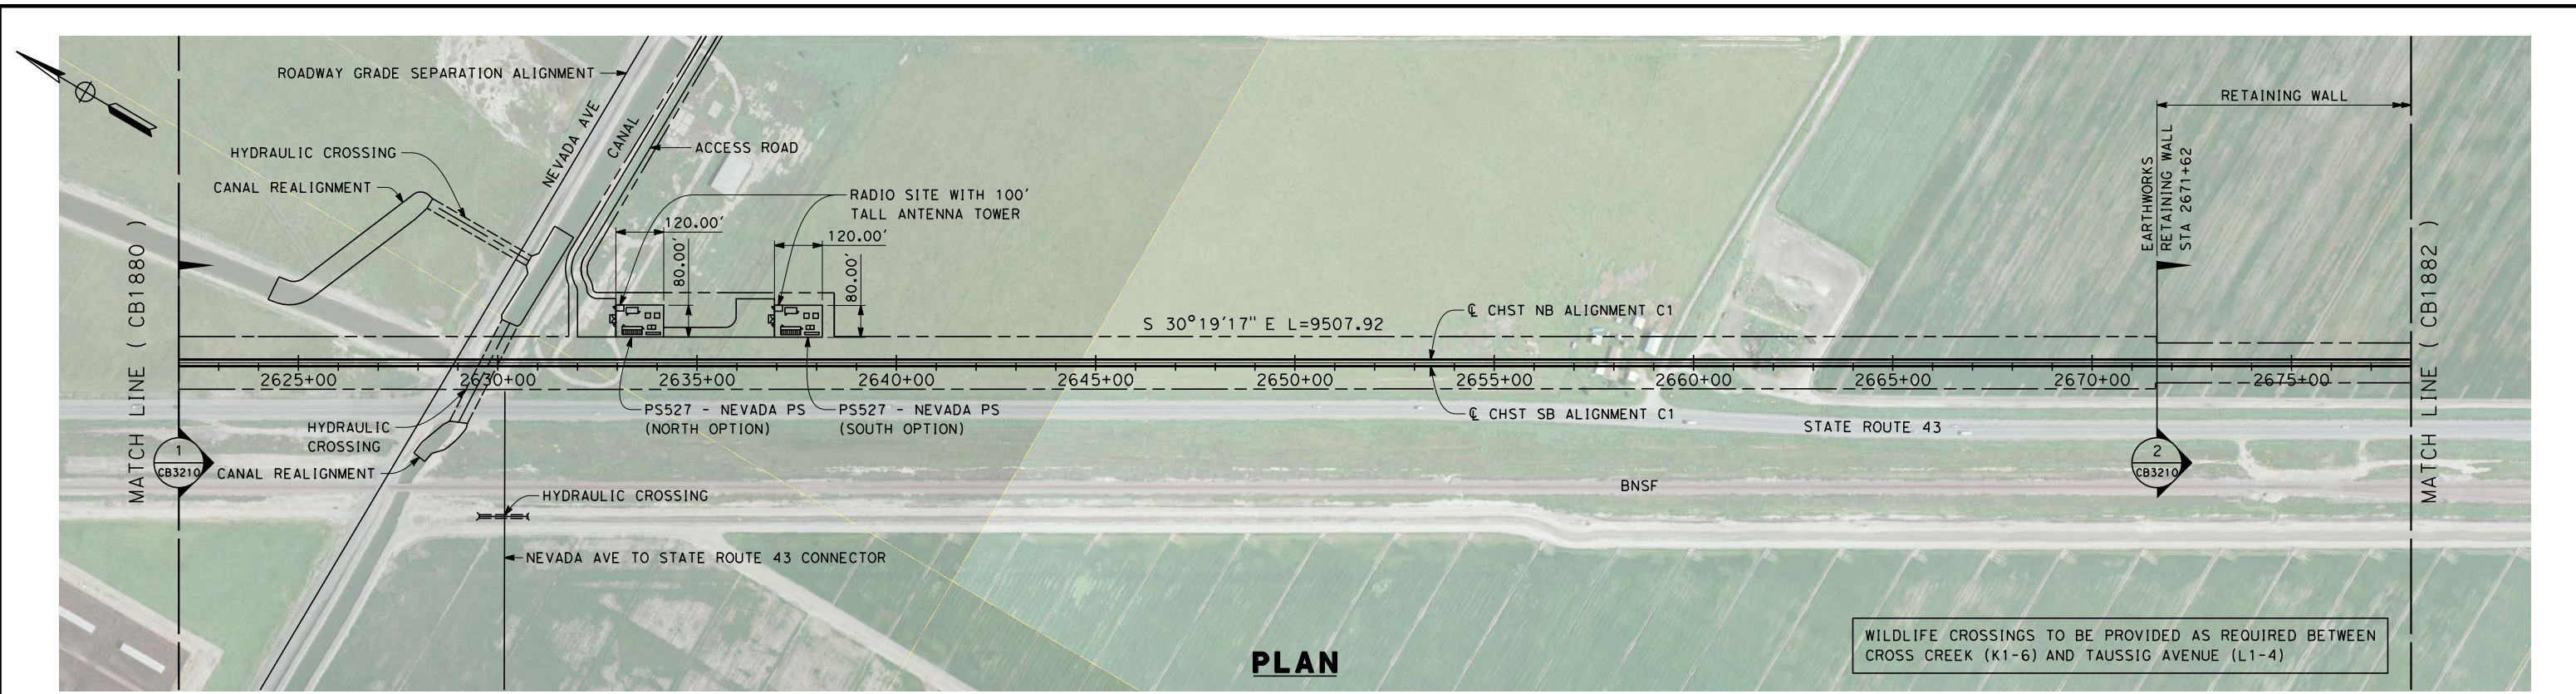 ROADWAY GRADE SEPARATION ALIGNMENT
NEVADA AVE
CANAL
ACCESS ROAD
HYDRAULIC CROSSING
CANAL REALIGNMENT
RADIO SITE WITH 100'
TALL ANTENNA TOWER
120.00'
80.00'
120.00'
80.00'
RETAINING WALL
EARTHWORKS
RETAINING WALL
STA 2671+62
MATCH LINE ( CB1880 )
MATCH LINE ( CB1882 )
S 30°19'17" E L=9507.92
℄ CHST NB ALIGNMENT C1
2625+00
2630+00
2635+00
2640+00
2645+00
2650+00
2655+00
2660+00
2665+00
2670+00
2675+00
℄ CHST SB ALIGNMENT C1
PS527 - NEVADA PS
(NORTH OPTION)
PS527 - NEVADA PS
(SOUTH OPTION)
STATE ROUTE 43
HYDRAULIC
CROSSING
1
CB3210
CANAL REALIGNMENT
2
CB3210
BNSF
HYDRAULIC CROSSING
NEVADA AVE TO STATE ROUTE 43 CONNECTOR
WILDLIFE CROSSINGS TO BE PROVIDED AS REQUIRED BETWEEN
CROSS CREEK (K1-6) AND TAUSSIG AVENUE (L1-4)
PLAN